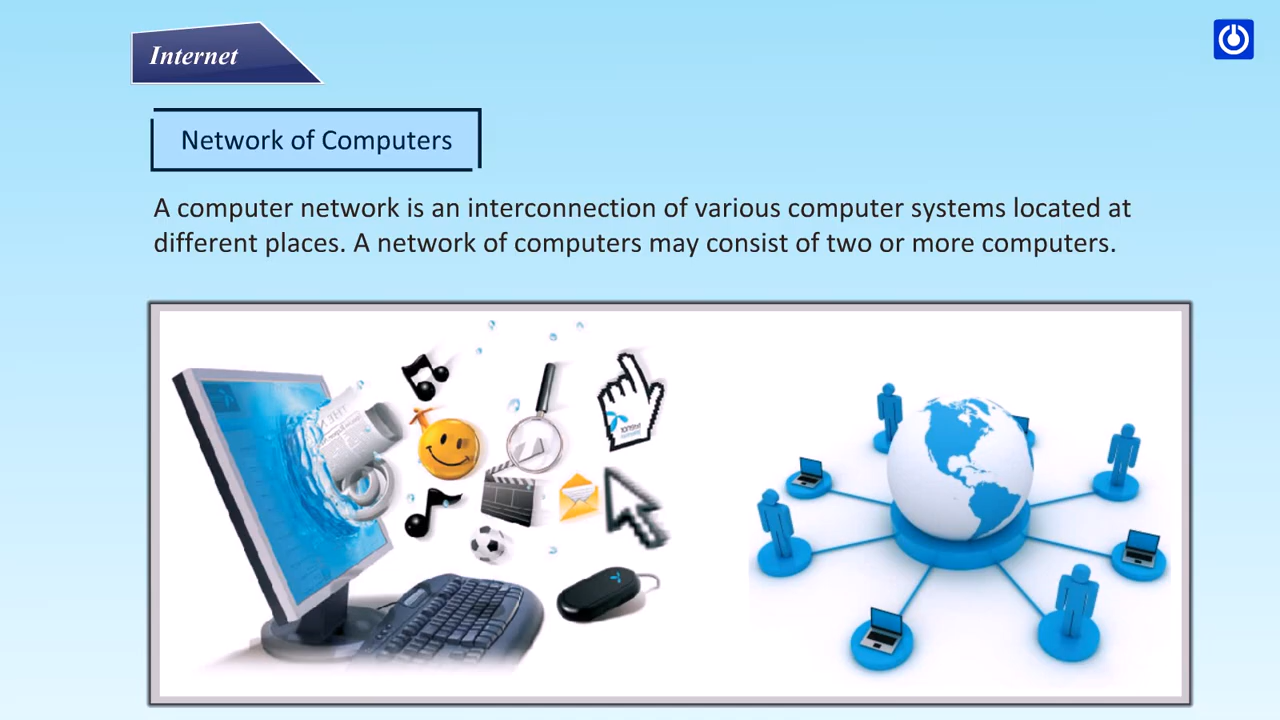 Internet
Network of Computers
A computer network is an interconnection of various computer systems located at
different places. A network of computers may consist of two or more computers.